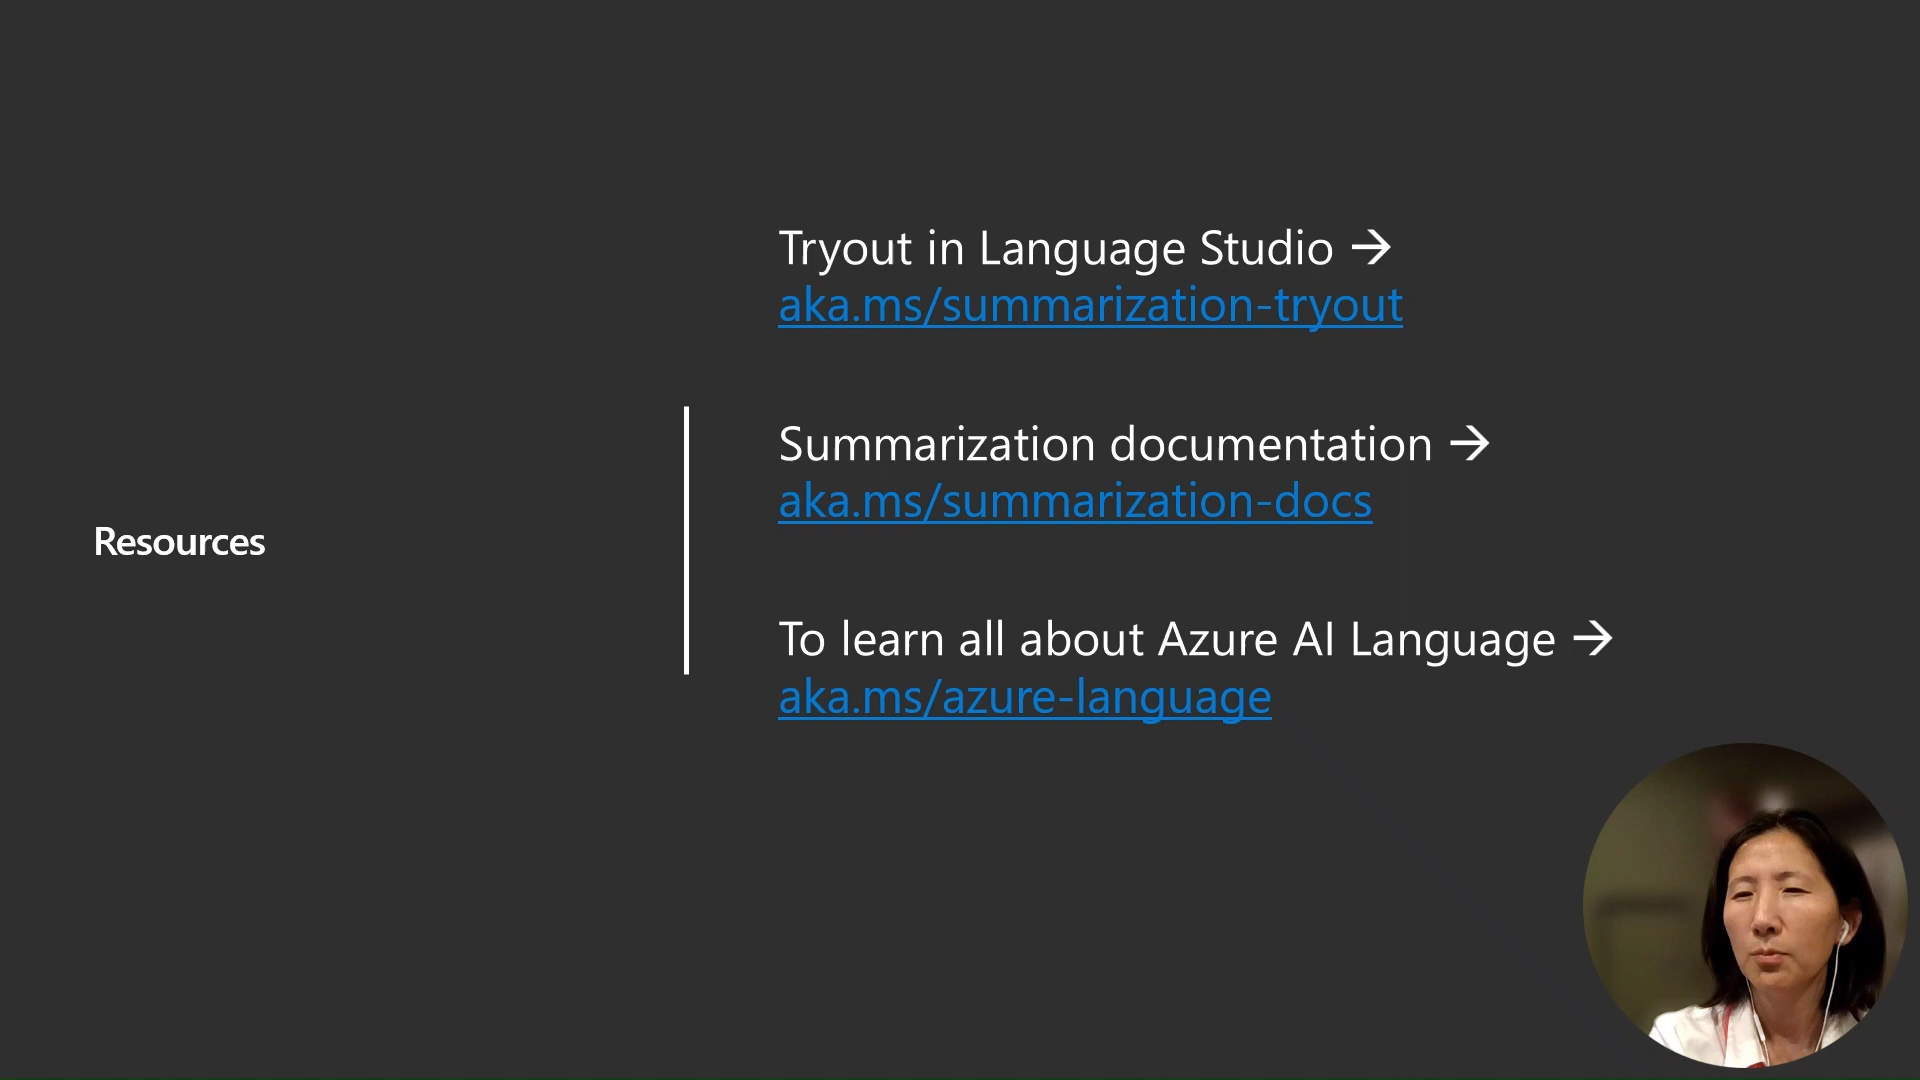 Resources
Tryout in Language Studio →
aka.ms/summarization-tryout
Summarization documentation →
aka.ms/summarization-docs
To learn all about Azure AI Language →
aka.ms/azure-language